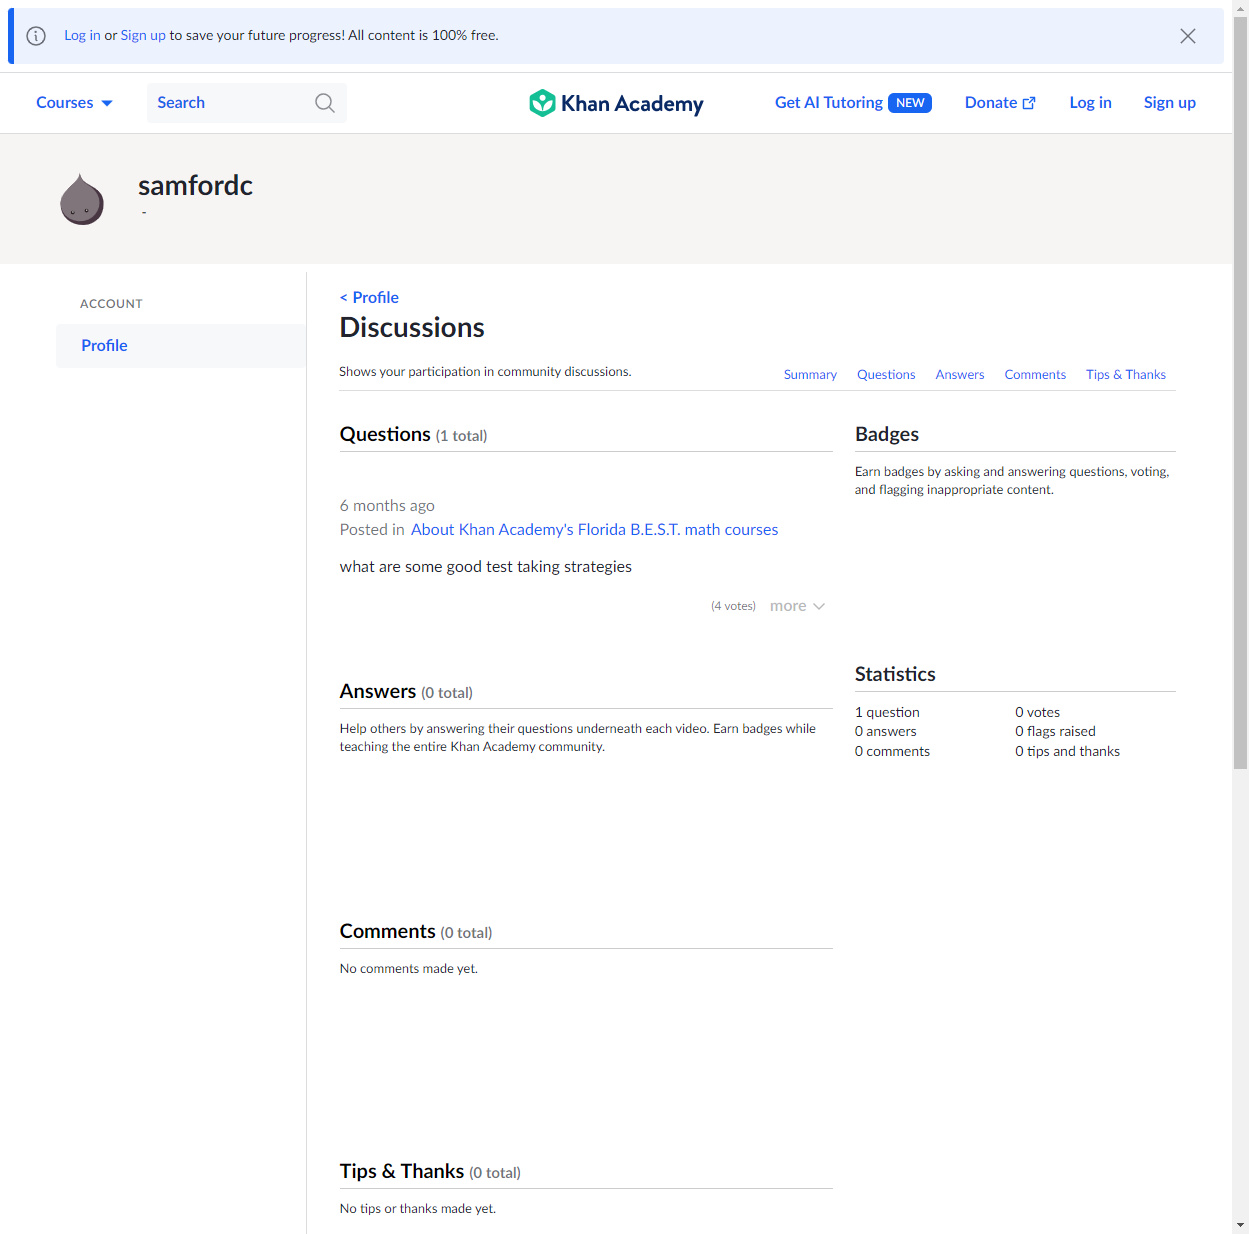 Log in or Sign up to save your future progress! All content is 100% free.
Courses
Search
Khan Academy
Get AI Tutoring NEW
Donate
Log in
Sign up
samfordc
-
ACCOUNT
Profile
< Profile
Discussions
Shows your participation in community discussions.
Summary Questions Answers Comments Tips & Thanks
Questions (1 total)
6 months ago
Posted in About Khan Academy's Florida B.E.S.T. math courses
what are some good test taking strategies
(4 votes) more
Answers (0 total)
Help others by answering their questions underneath each video. Earn badges while
teaching the entire Khan Academy community.
Comments (0 total)
No comments made yet.
Tips & Thanks (0 total)
No tips or thanks made yet.
Badges
Earn badges by asking and answering questions, voting,
and flagging inappropriate content.
Statistics
1 question 0 votes
0 answers 0 flags raised
0 comments 0 tips and thanks